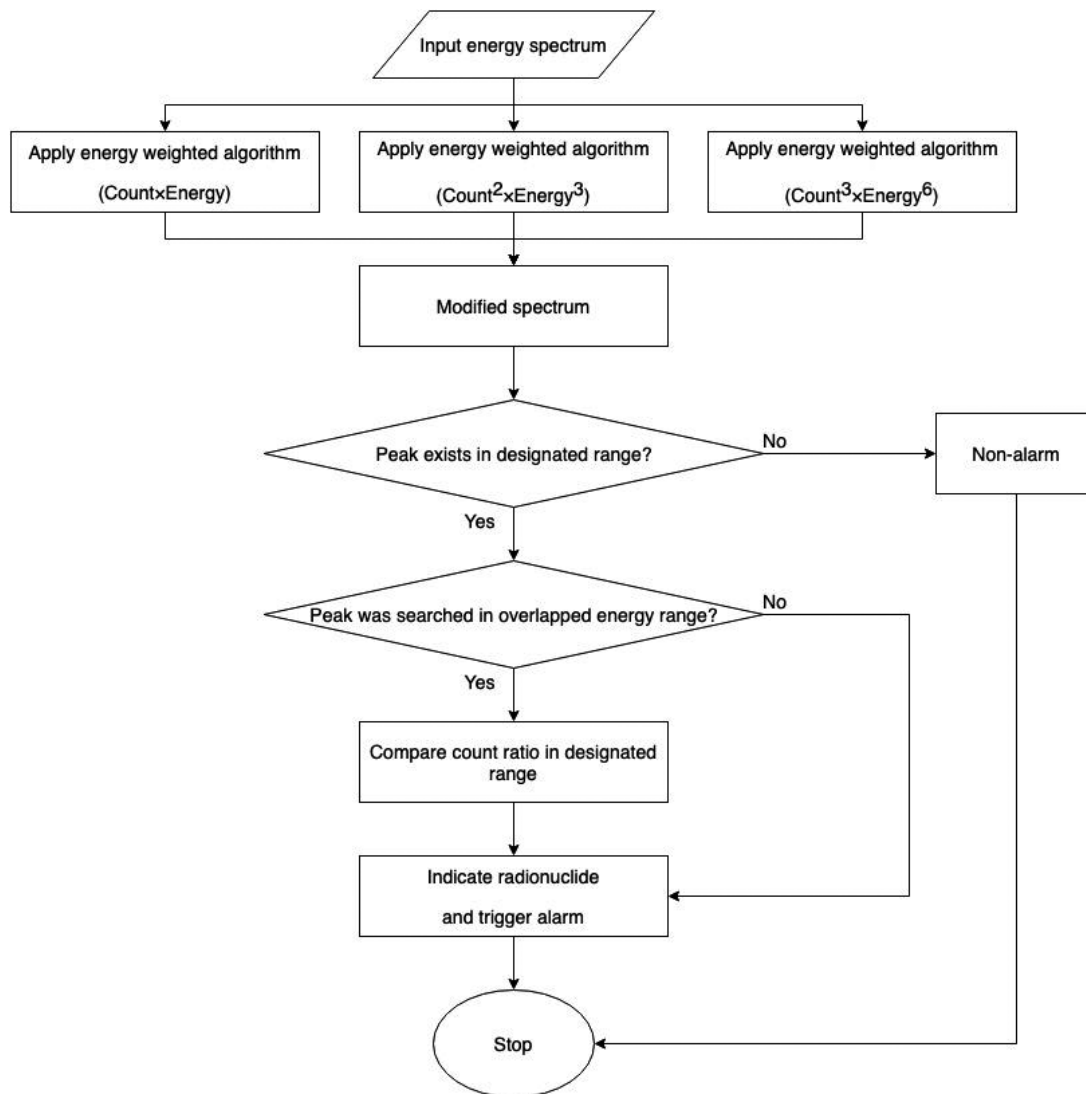 Input energy spectrum
Apply energy weighted algorithm
(Count×Energy)
Apply energy weighted algorithm
(Count²×Energy³)
Apply energy weighted algorithm
(Count³×Energy⁶)
Modified spectrum
Peak exists in designated range?
No
Non-alarm
Yes
Peak was searched in overlapped energy range?
No
Yes
Compare count ratio in designated
range
Indicate radionuclide
and trigger alarm
Stop